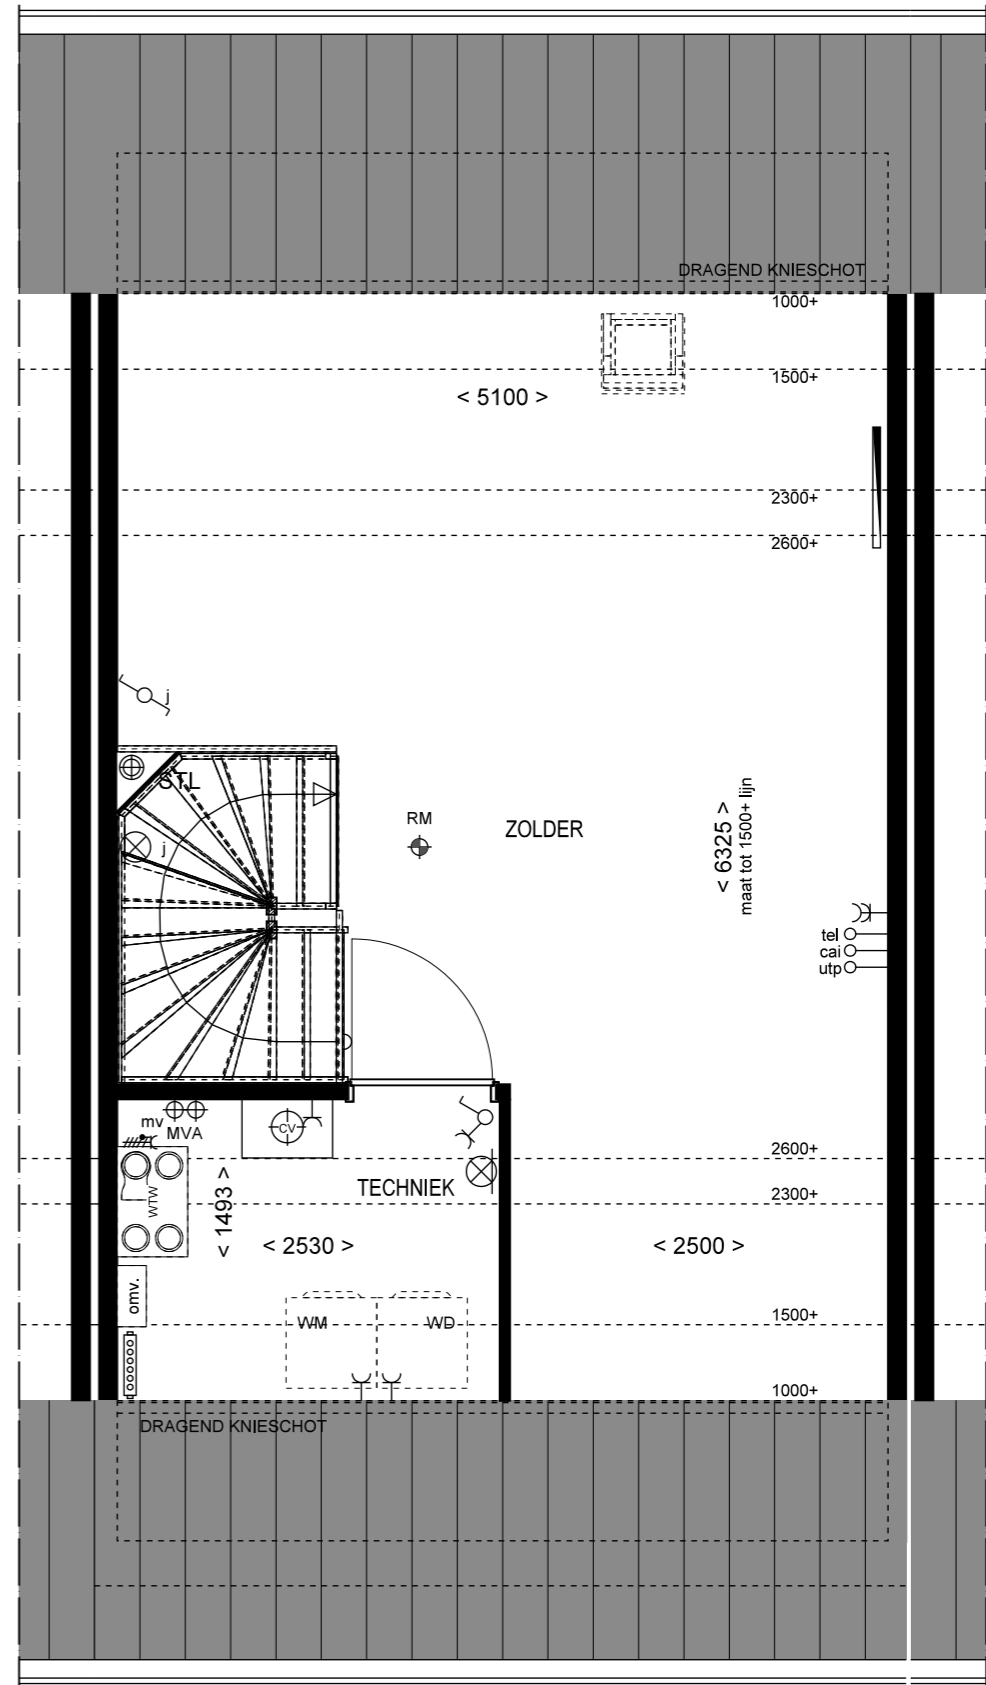 DRAGEND KNIESCHOT
1000+
1500+
< 5100 >
2300+
2600+
j
STL
j
RM
ZOLDER
< 6325 >
maat tot 1500+ lijn
tel
cai
utp
mv
MVA
CV
WTW
< 1493 >
TECHNIEK
2600+
2300+
< 2530 >
< 2500 >
omv.
WM
WD
1500+
1000+
DRAGEND KNIESCHOT